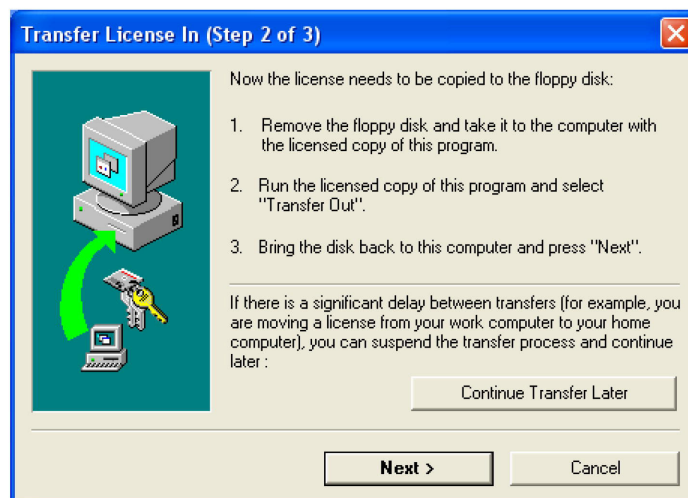 Transfer License In (Step 2 of 3)
Now the license needs to be copied to the floppy disk:
1. Remove the floppy disk and take it to the computer with
the licensed copy of this program.
2. Run the licensed copy of this program and select
"Transfer Out".
3. Bring the disk back to this computer and press "Next".
If there is a significant delay between transfers (for example, you
are moving a license from your work computer to your home
computer), you can suspend the transfer process and continue
later :
Continue Transfer Later
Next >
Cancel